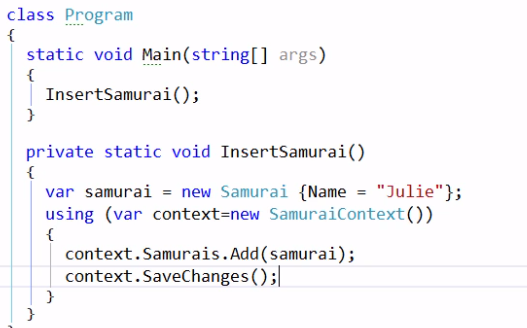 class Program
{
  static void Main(string[] args)
  {
    InsertSamurai();
  }

  private static void InsertSamurai()
  {
    var samurai = new Samurai {Name = "Julie"};
    using (var context=new SamuraiContext())
    {
      context.Samurais.Add(samurai);
      context.SaveChanges();
    }
  }
}